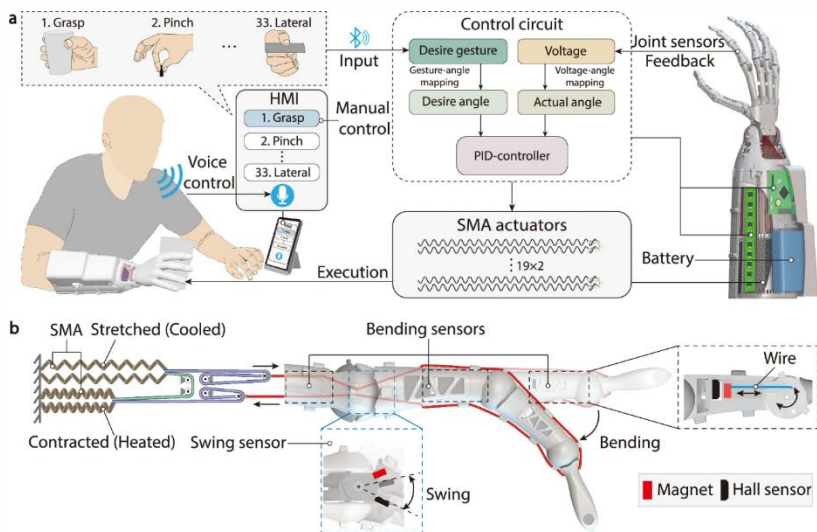 a
1. Grasp
2. Pinch
...
33. Lateral
Input
Control circuit
Desire gesture
Voltage
Gesture-angle
mapping
Voltage-angle
mapping
Desire angle
Actual angle
PID-controller
Joint sensors
Feedback
HMI
1. Grasp
2. Pinch
33. Lateral
Manual
control
Voice
control
SMA actuators
19×2
Execution
Battery
b
SMA
Stretched (Cooled)
Bending sensors
Wire
Contracted (Heated)
Swing sensor
Swing
Bending
Magnet
Hall sensor